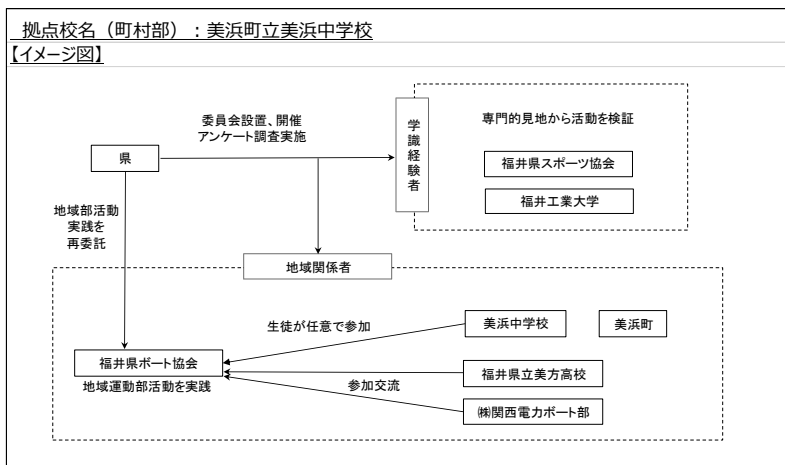 拠点校名（町村部）：美浜町立美浜中学校
【イメージ図】
委員会設置、開催
アンケート調査実施
県
学識経験者
専門的見地から活動を検証
福井県スポーツ協会
福井工業大学
地域部活動
実践を
再委託
地域関係者
生徒が任意で参加
美浜中学校
美浜町
福井県ボート協会
地域運動部活動を実践
参加交流
福井県立美方高校
㈱関西電力ボート部